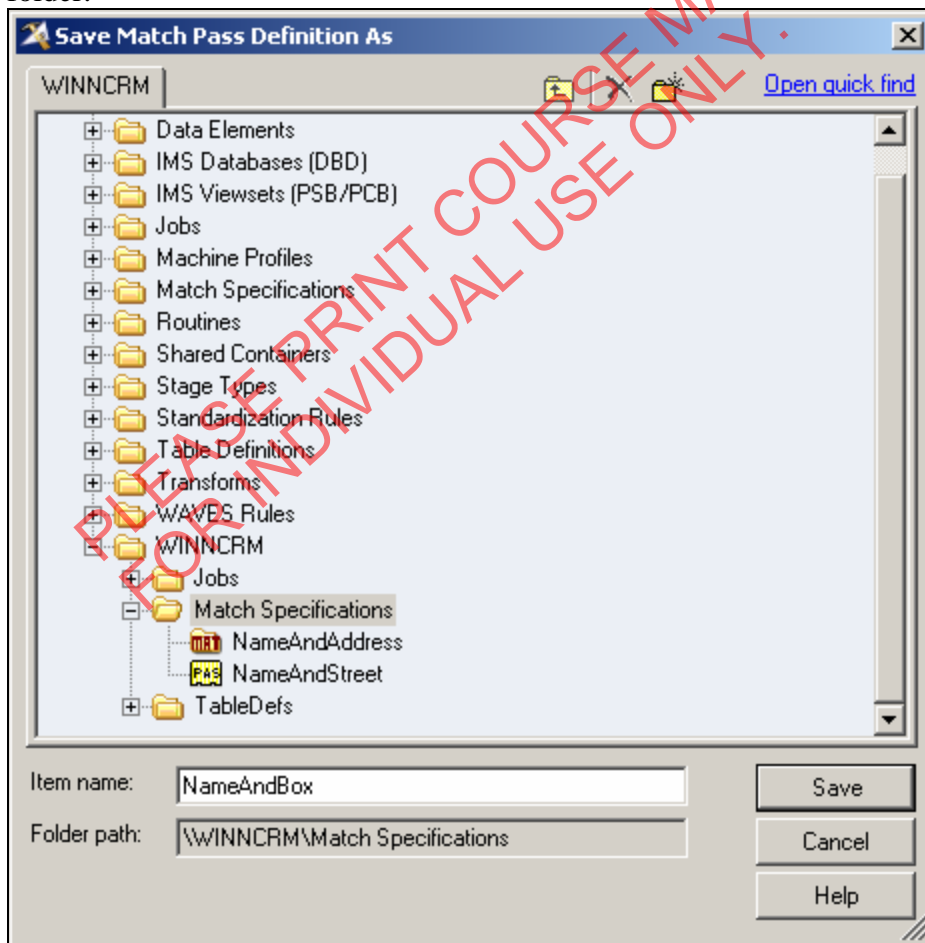 Save Match Pass Definition As
WINNCRM
Open quick find
Data Elements
IMS Databases (DBD)
IMS Viewsets (PSB/PCB)
Jobs
Machine Profiles
Match Specifications
Routines
Shared Containers
Stage Types
Standardization Rules
Table Definitions
Transforms
WAVES Rules
WINNCRM
Jobs
Match Specifications
MAT NameAndAddress
PAS NameAndStreet
TableDefs
Item name: NameAndBox
Save
Folder path: \WINNCRM\Match Specifications
Cancel
Help
PLEASE PRINT COURSE
FOR INDIVIDUAL USE ONLY.